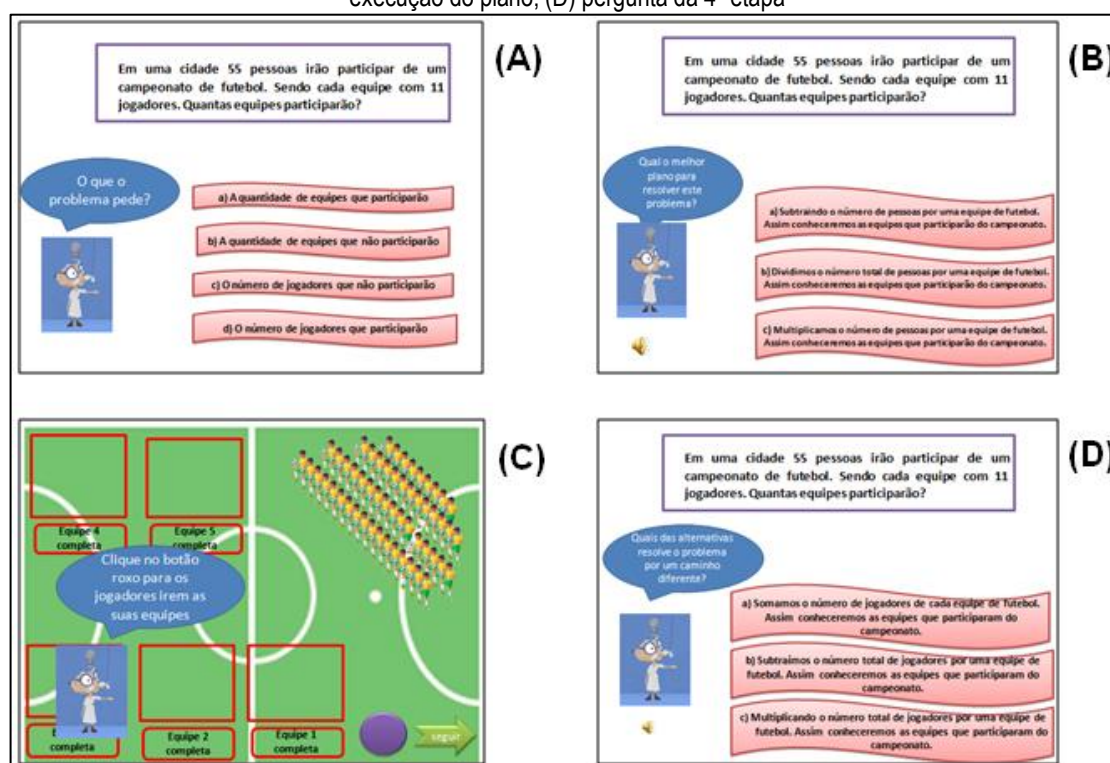 execução do plano; (D) pergunta da 4ª etapa
(A)
Em uma cidade 55 pessoas irão participar de um
campeonato de futebol. Sendo cada equipe com 11
jogadores. Quantas equipes participarão?
O que o
problema pede?
a) A quantidade de equipes que participarão
b) A quantidade de equipes que não participarão
c) O número de jogadores que não participarão
d) O número de jogadores que participarão
(B)
Em uma cidade 55 pessoas irão participar de um
campeonato de futebol. Sendo cada equipe com 11
jogadores. Quantas equipes participarão?
Qual o melhor
plano para
resolver este
problema?
a) Subtraindo o número de pessoas por uma equipe de futebol.
Assim conheceremos as equipes que participarão do campeonato.
b) Dividimos o número total de pessoas por uma equipe de futebol.
Assim conheceremos as equipes que participarão do campeonato.
c) Multiplicamos o número de pessoas por uma equipe de futebol.
Assim conheceremos as equipes que participarão do campeonato.
(C)
Equipe 4
completa
Equipe 5
completa
Clique no botão
roxo para os
jogadores irem as
suas equipes
completa
Equipe 2
completa
Equipe 1
completa
seguir
(D)
Em uma cidade 55 pessoas irão participar de um
campeonato de futebol. Sendo cada equipe com 11
jogadores. Quantas equipes participarão?
Quais das alternativas
resolve o problema
por um caminho
diferente?
a) Somamos o número de jogadores de cada equipe de futebol.
Assim conheceremos as equipes que participaram do
campeonato.
b) Subtraimos o número total de jogadores por uma equipe de
futebol. Assim conheceremos as equipes que participaram do
campeonato.
c) Multiplicando o número total de jogadores por uma equipe de
futebol. Assim conheceremos as equipes que participaram do
campeonato.